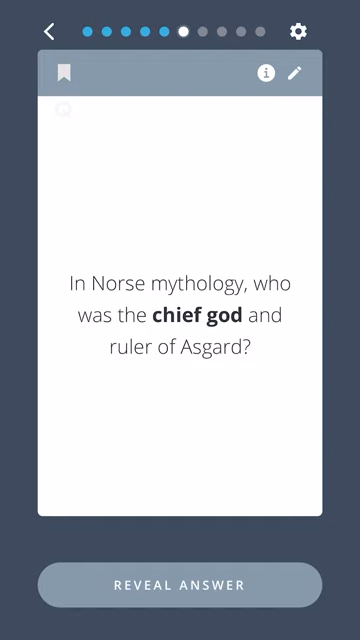 In Norse mythology, who
was the chief god and
ruler of Asgard?
REVEAL ANSWER